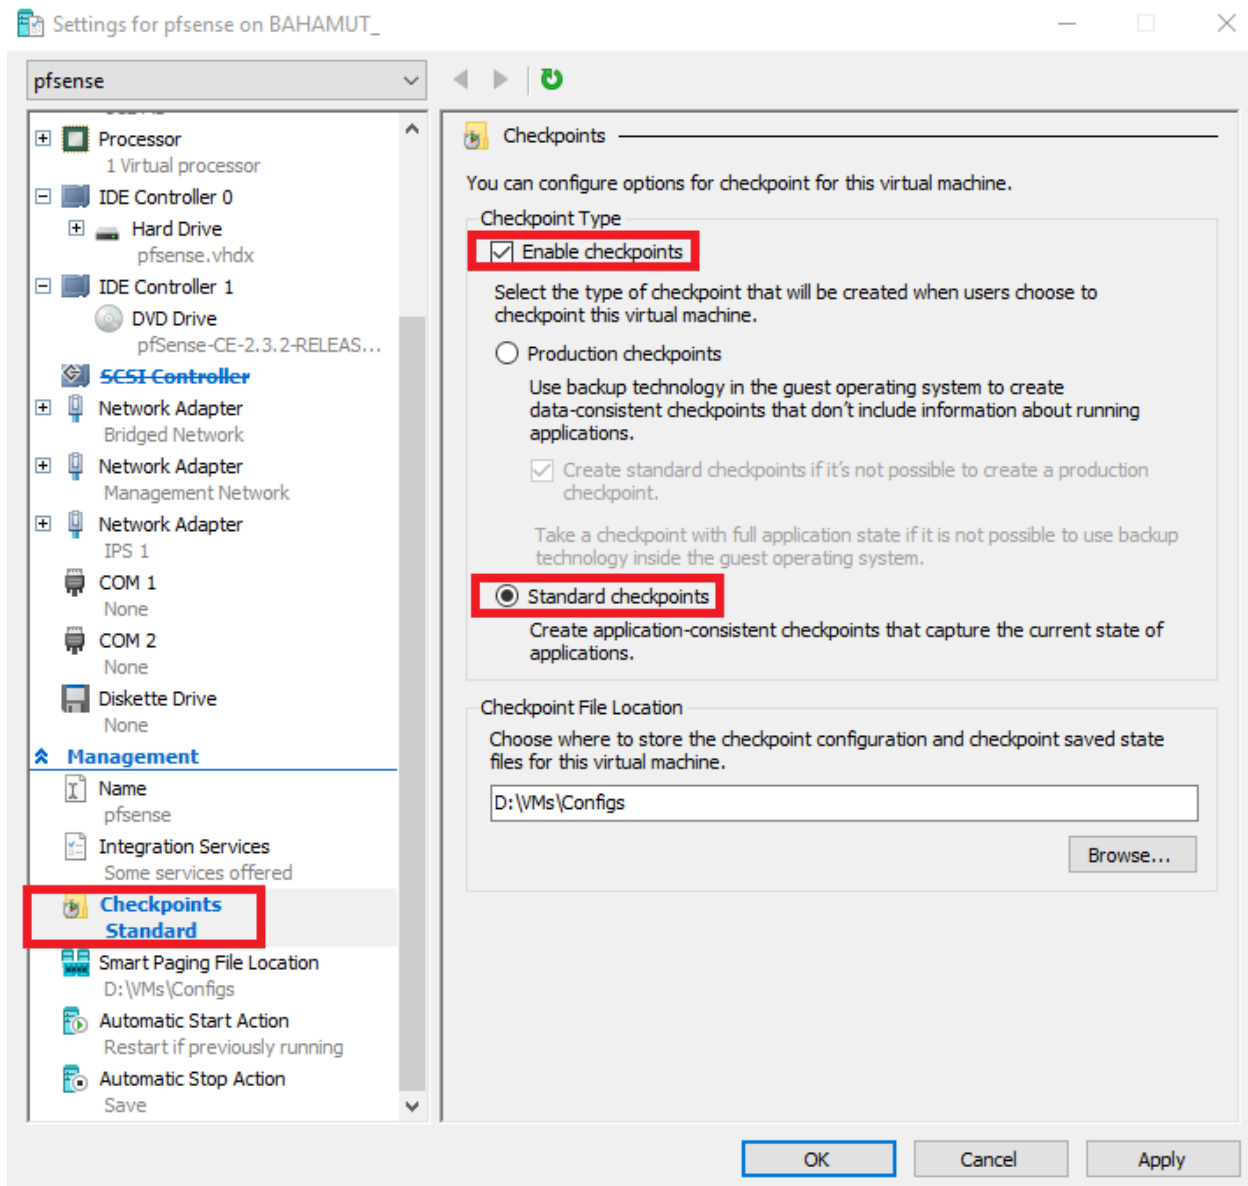 Settings for pfsense on BAHAMUT_
pfsense
Processor
1 Virtual processor
IDE Controller 0
Hard Drive
pfsense.vhdx
IDE Controller 1
DVD Drive
pfSense-CE-2.3.2-RELEAS...
SCSI Controller
Network Adapter
Bridged Network
Network Adapter
Management Network
Network Adapter
IPS 1
COM 1
None
COM 2
None
Diskette Drive
None
Management
Name
pfsense
Integration Services
Some services offered
Checkpoints
Standard
Smart Paging File Location
D:\VMs\Configs
Automatic Start Action
Restart if previously running
Automatic Stop Action
Save
Checkpoints
You can configure options for checkpoint for this virtual machine.
Checkpoint Type
Enable checkpoints
Select the type of checkpoint that will be created when users choose to
checkpoint this virtual machine.
Production checkpoints
Use backup technology in the guest operating system to create
data-consistent checkpoints that don't include information about running
applications.
Create standard checkpoints if it's not possible to create a production
checkpoint.
Take a checkpoint with full application state if it is not possible to use backup
technology inside the guest operating system.
Standard checkpoints
Create application-consistent checkpoints that capture the current state of
applications.
Checkpoint File Location
Choose where to store the checkpoint configuration and checkpoint saved state
files for this virtual machine.
D:\VMs\Configs
Browse...
OK
Cancel
Apply